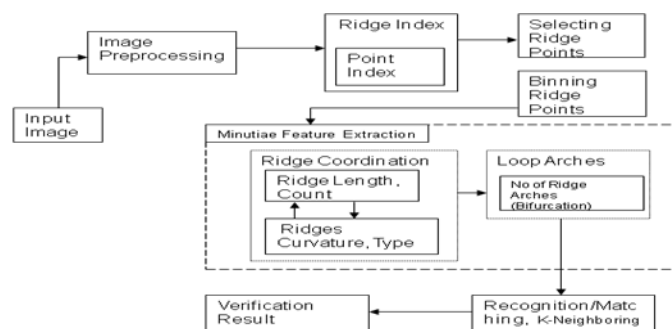 Input
Image
Image
Preprocessing
Ridge Index
Point
Index
Selecting
Ridge
Points
Binning
Ridge
Points
Minutiae Feature Extraction
Ridge Coordination
Ridge Length,
Count
Ridges
Curvature, Type
Loop Arches
No of Ridge
Arches
(Bifurcation)
Recognition/Matc
hing, K-Neighboring
Verification
Result